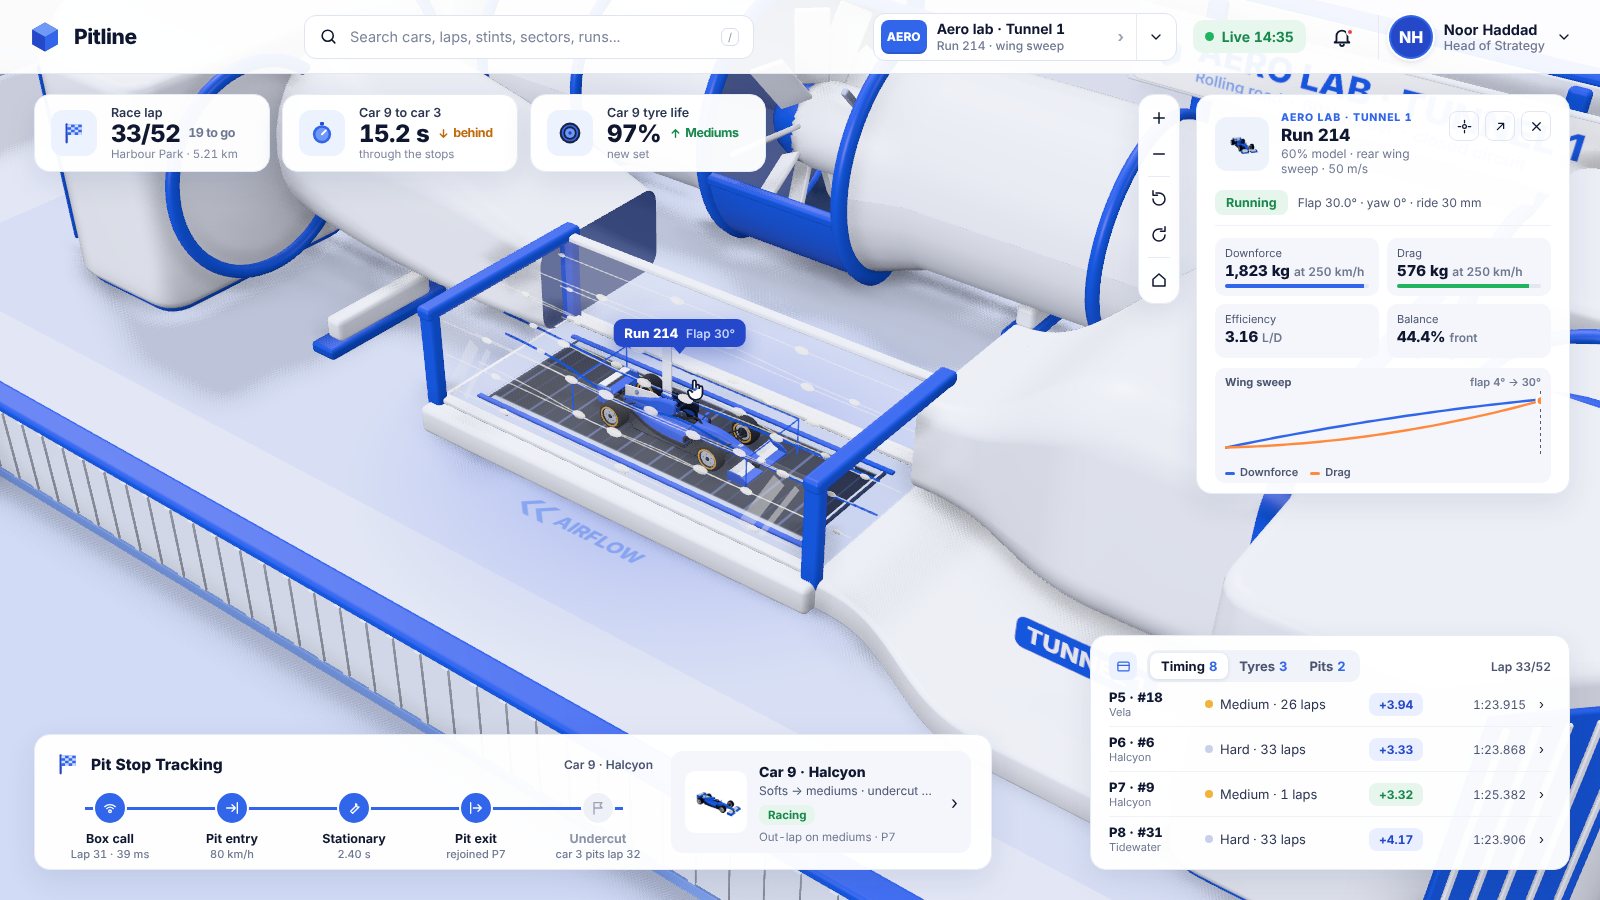 Pitline
Search cars, laps, stints, sectors, runs...
/
AERO
Aero lab · Tunnel 1
Run 214 · wing sweep
Live 14:35
NH
Noor Haddad
Head of Strategy
Race lap
33/52 19 to go
Harbour Park · 5.21 km
Car 9 to car 3
15.2 s ↓ behind
through the stops
Car 9 tyre life
97% ↑ Mediums
new set
AERO LAB · TUNNEL 1
Run 214
60% model · rear wing
sweep · 50 m/s
Running
Flap 30.0° · yaw 0° · ride 30 mm
Downforce
1,823 kg at 250 km/h
Drag
576 kg at 250 km/h
Efficiency
3.16 L/D
Balance
44.4% front
Wing sweep
flap 4° → 30°
Downforce
Drag
Run 214 Flap 30°
AIRFLOW
TUNN
Timing 8
Tyres 3
Pits 2
Lap 33/52
P5 · #18
Vela
Medium · 26 laps
+3.94
1:23.915
P6 · #6
Halcyon
Hard · 33 laps
+3.33
1:23.868
P7 · #9
Halcyon
Medium · 1 laps
+3.32
1:25.382
P8 · #31
Tidewater
Hard · 33 laps
+4.17
1:23.906
Pit Stop Tracking
Car 9 · Halcyon
Box call
Lap 31 · 39 ms
Pit entry
80 km/h
Stationary
2.40 s
Pit exit
rejoined P7
Undercut
car 3 pits lap 32
Car 9 · Halcyon
Softs → mediums · undercut ...
Racing
Out-lap on mediums · P7